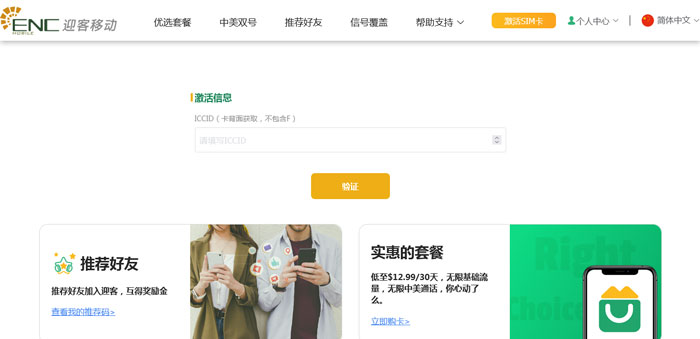 ENC 迎客移动
MOBILE
优选套餐 中美双号 推荐好友 信号覆盖 帮助支持 激活SIM卡 个人中心 简体中文
激活信息
ICCID（卡背面获取，不包含F）
请填写ICCID
验证
推荐好友
推荐好友加入迎客，互得奖励金
查看我的推荐码>
实惠的套餐
低至$12.99/30天，无限基础流
量，无限中美通话，你心动了
么。
立即购卡>
Right
Choice